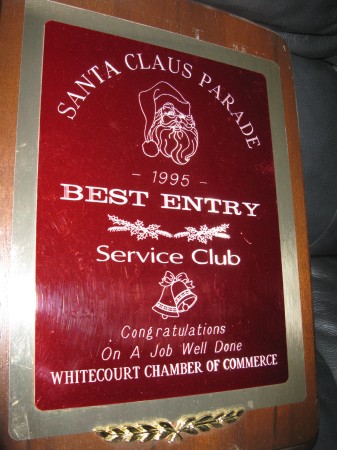 SANTA CLAUS PARADE
- 1995 -
BEST ENTRY
Service Club
Congratulations
On A Job Well Done
WHITECOURT CHAMBER OF COMMERCE